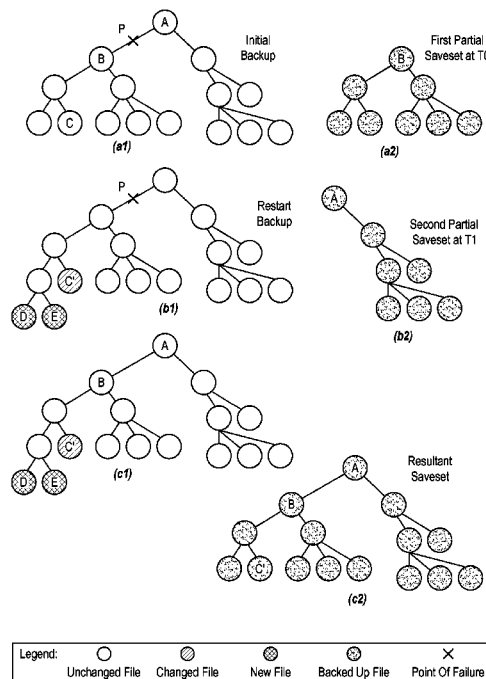 P
A
Initial
Backup
First Partial
Saveset at T0
B
B
C
(a1)
(a2)
P
Restart
Backup
A
Second Partial
Saveset at T1
C'
D
E
(b1)
(b2)
A
B
C'
D
E
(c1)
A
Resultant
Saveset
B
C
(c2)
Legend:
Unchanged File
Changed File
New File
Backed Up File
Point Of Failure